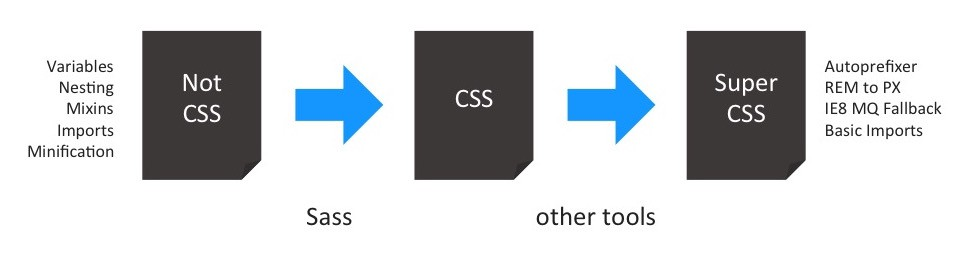 Variables
Nesting
Mixins
Imports
Minification
Not
CSS
CSS
Super
CSS
Autoprefixer
REM to PX
IE8 MQ Fallback
Basic Imports
Sass
other tools